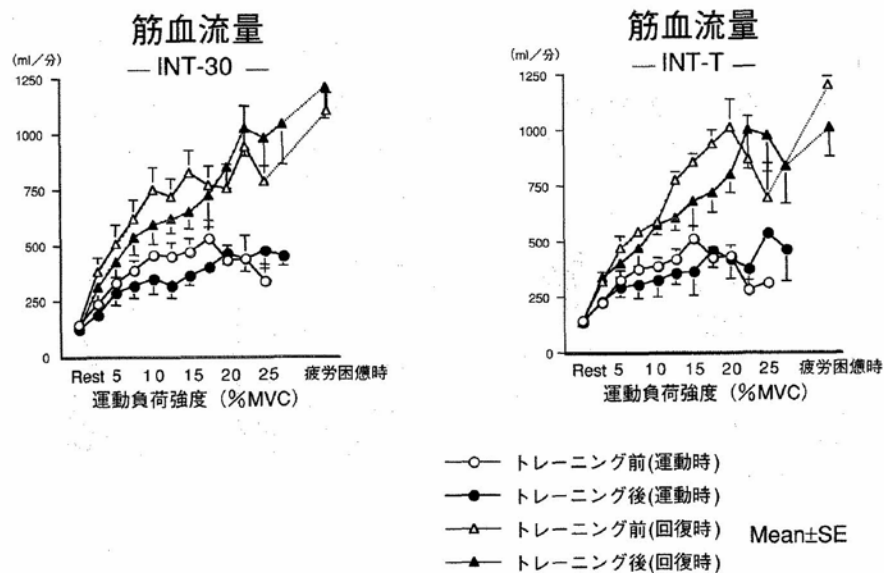 筋血流量
(ml/分)
— INT-30 —
1250
1000
750
500
250
0
Rest 5 10 15 20 25 疲労困憊時
運動負荷強度 (%MVC)
筋血流量
(ml/分)
— INT-T —
1250
1000
750
500
250
0
Rest 5 10 15 20 25 疲労困憊時
運動負荷強度 (%MVC)
トレーニング前(運動時)
トレーニング後(運動時)
トレーニング前(回復時)
トレーニング後(回復時)
Mean±SE